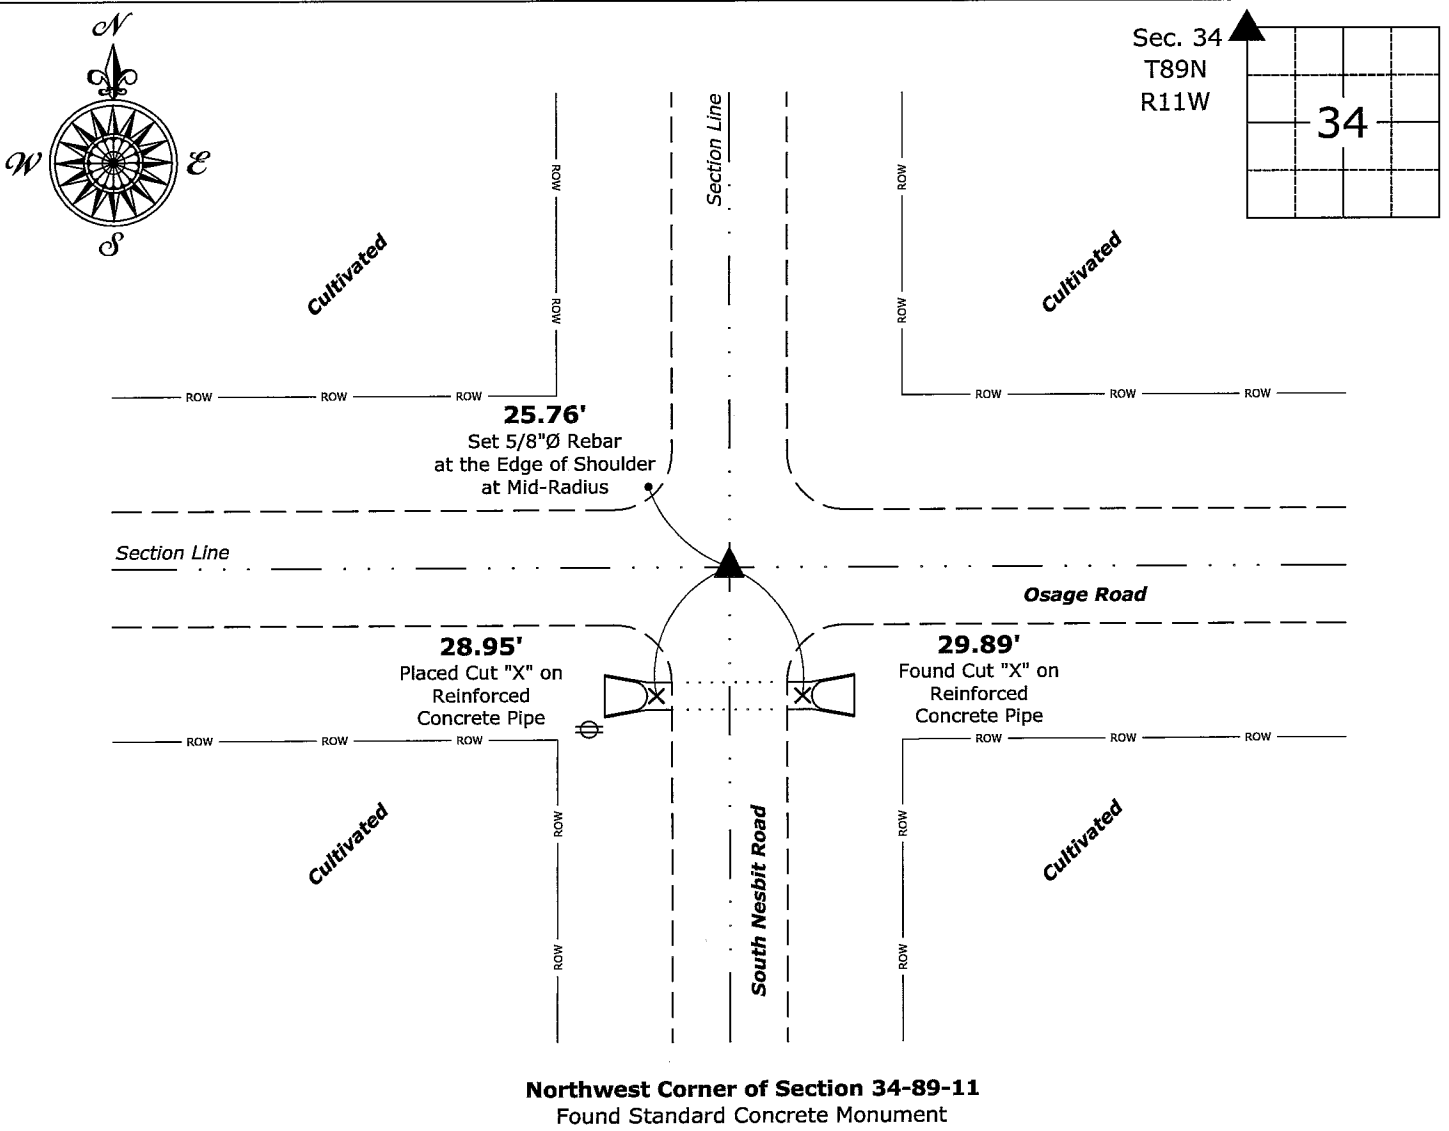 N
W
E
S
Sec. 34
T89N
R11W
34
Section Line
ROW
ROW
ROW
ROW
Cultivated
Cultivated
ROW
ROW
ROW
ROW
ROW
ROW
25.76'
Set 5/8"Ø Rebar
at the Edge of Shoulder
at Mid-Radius
Section Line
Osage Road
28.95'
Placed Cut "X" on
Reinforced
Concrete Pipe
29.89'
Found Cut "X" on
Reinforced
Concrete Pipe
ROW
ROW
ROW
ROW
ROW
ROW
Cultivated
Cultivated
ROW
ROW
ROW
ROW
South Nesbit Road
Northwest Corner of Section 34-89-11
Found Standard Concrete Monument